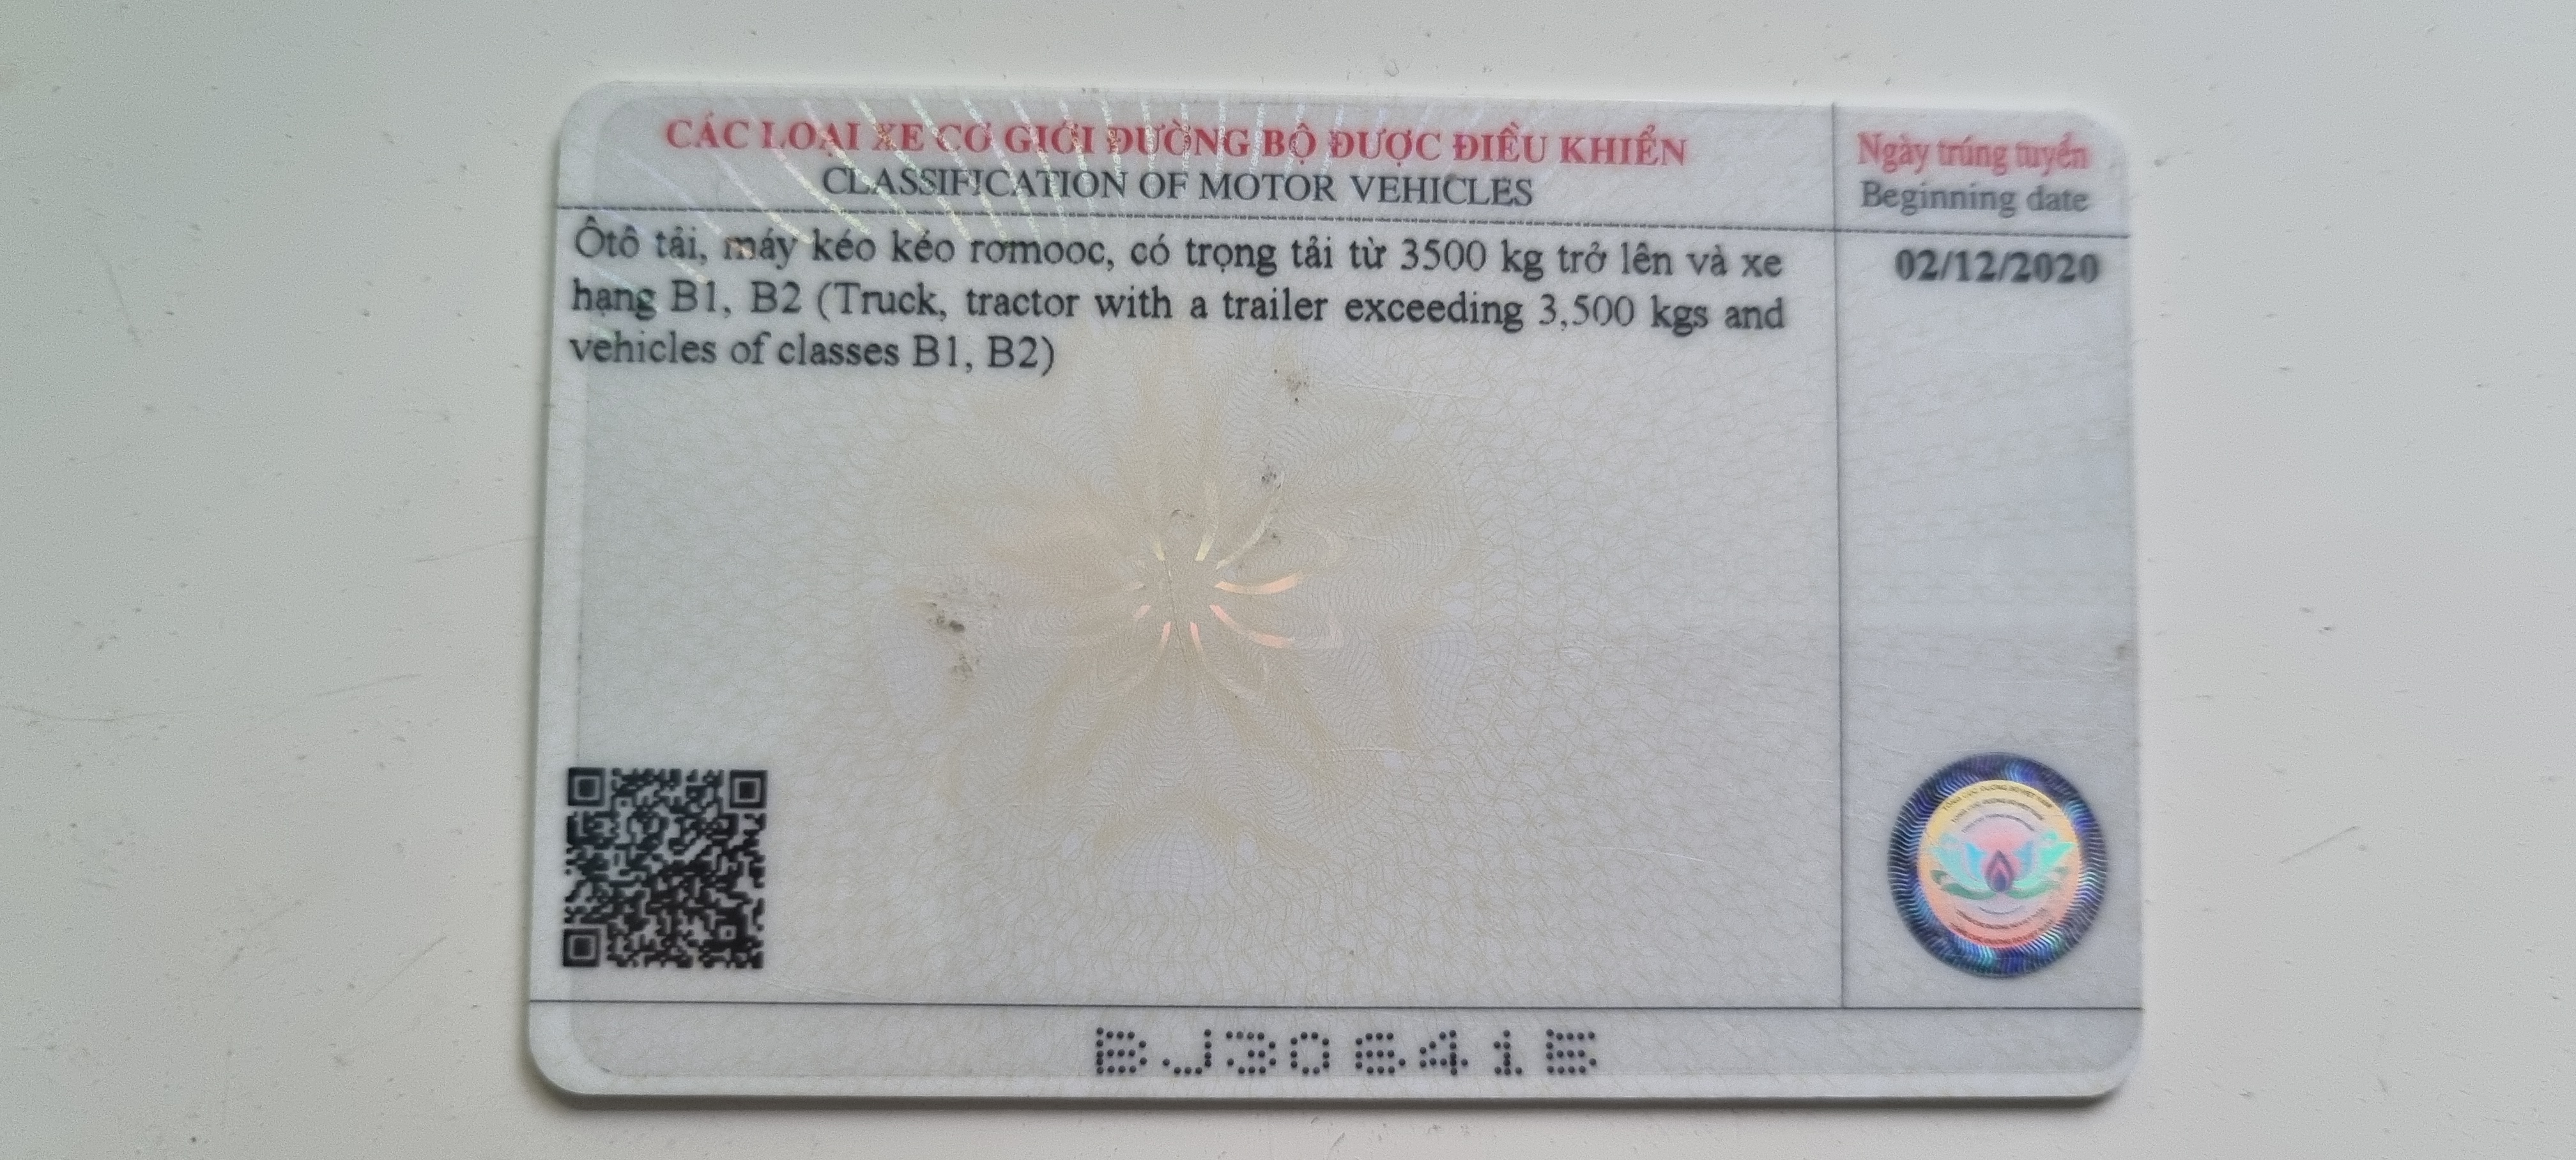 CÁC LOẠI XE CƠ GIỚI ĐƯỜNG BỘ ĐƯỢC ĐIỀU KHIỂN
CLASSIFICATION OF MOTOR VEHICLES
Ngày trúng tuyển
Beginning date
Ôtô tải, máy kéo kéo rơmooc, có trọng tải từ 3500 kg trở lên và xe
hạng B1, B2 (Truck, tractor with a trailer exceeding 3,500 kgs and
vehicles of classes B1, B2)
02/12/2020